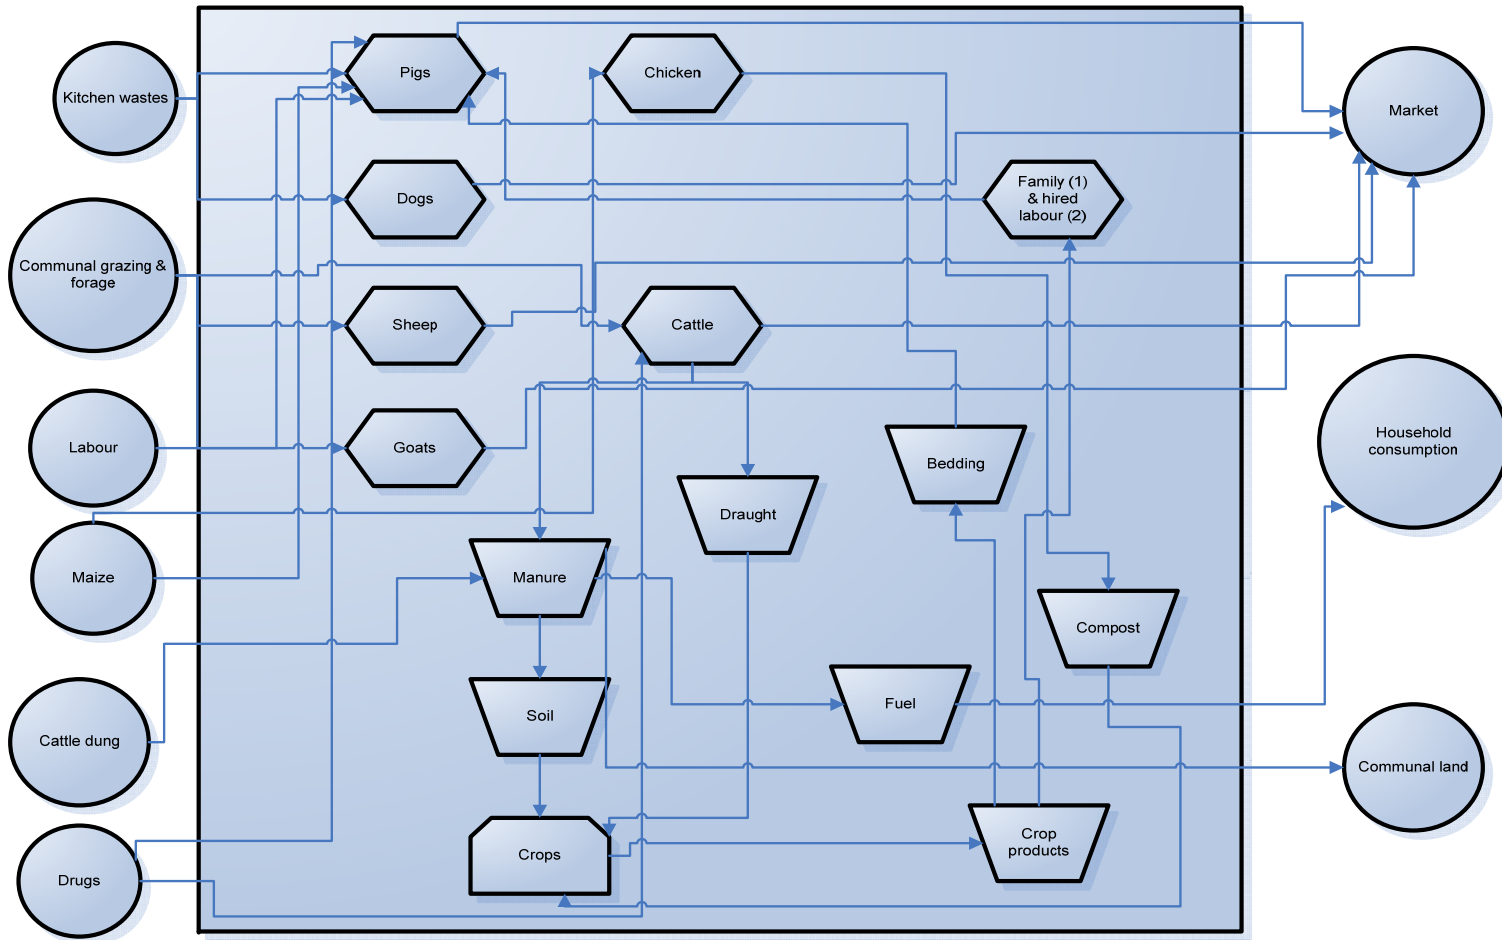 Kitchen wastes
Pigs
Chicken
Market
Dogs
Family (1)
& hired
labour (2)
Communal grazing &
forage
Sheep
Cattle
Labour
Goats
Bedding
Household
consumption
Draught
Maize
Manure
Compost
Cattle dung
Soil
Fuel
Communal land
Drugs
Crops
Crop
products